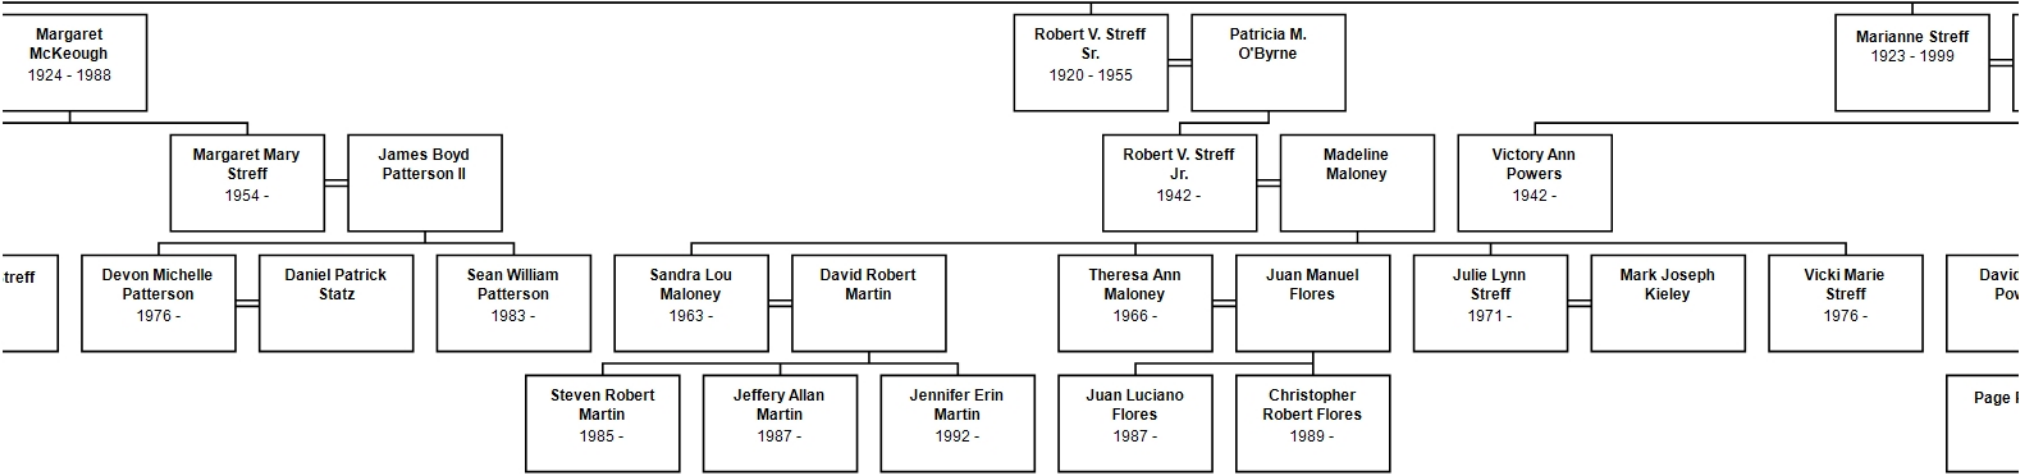 Margaret
McKeough
1924 - 1988
Robert V. Streff
Sr.
1920 - 1955
Patricia M.
O'Byrne
Marianne Streff
1923 - 1999
Margaret Mary
Streff
1954 -
James Boyd
Patterson II
Robert V. Streff
Jr.
1942 -
Madeline
Maloney
Victory Ann
Powers
1942 -
treff
Devon Michelle
Patterson
1976 -
Daniel Patrick
Statz
Sean William
Patterson
1983 -
Sandra Lou
Maloney
1963 -
David Robert
Martin
Theresa Ann
Maloney
1966 -
Juan Manuel
Flores
Julie Lynn
Streff
1971 -
Mark Joseph
Kieley
Vicki Marie
Streff
1976 -
Steven Robert
Martin
1985 -
Jeffery Allan
Martin
1987 -
Jennifer Erin
Martin
1992 -
Juan Luciano
Flores
1987 -
Christopher
Robert Flores
1989 -
Page